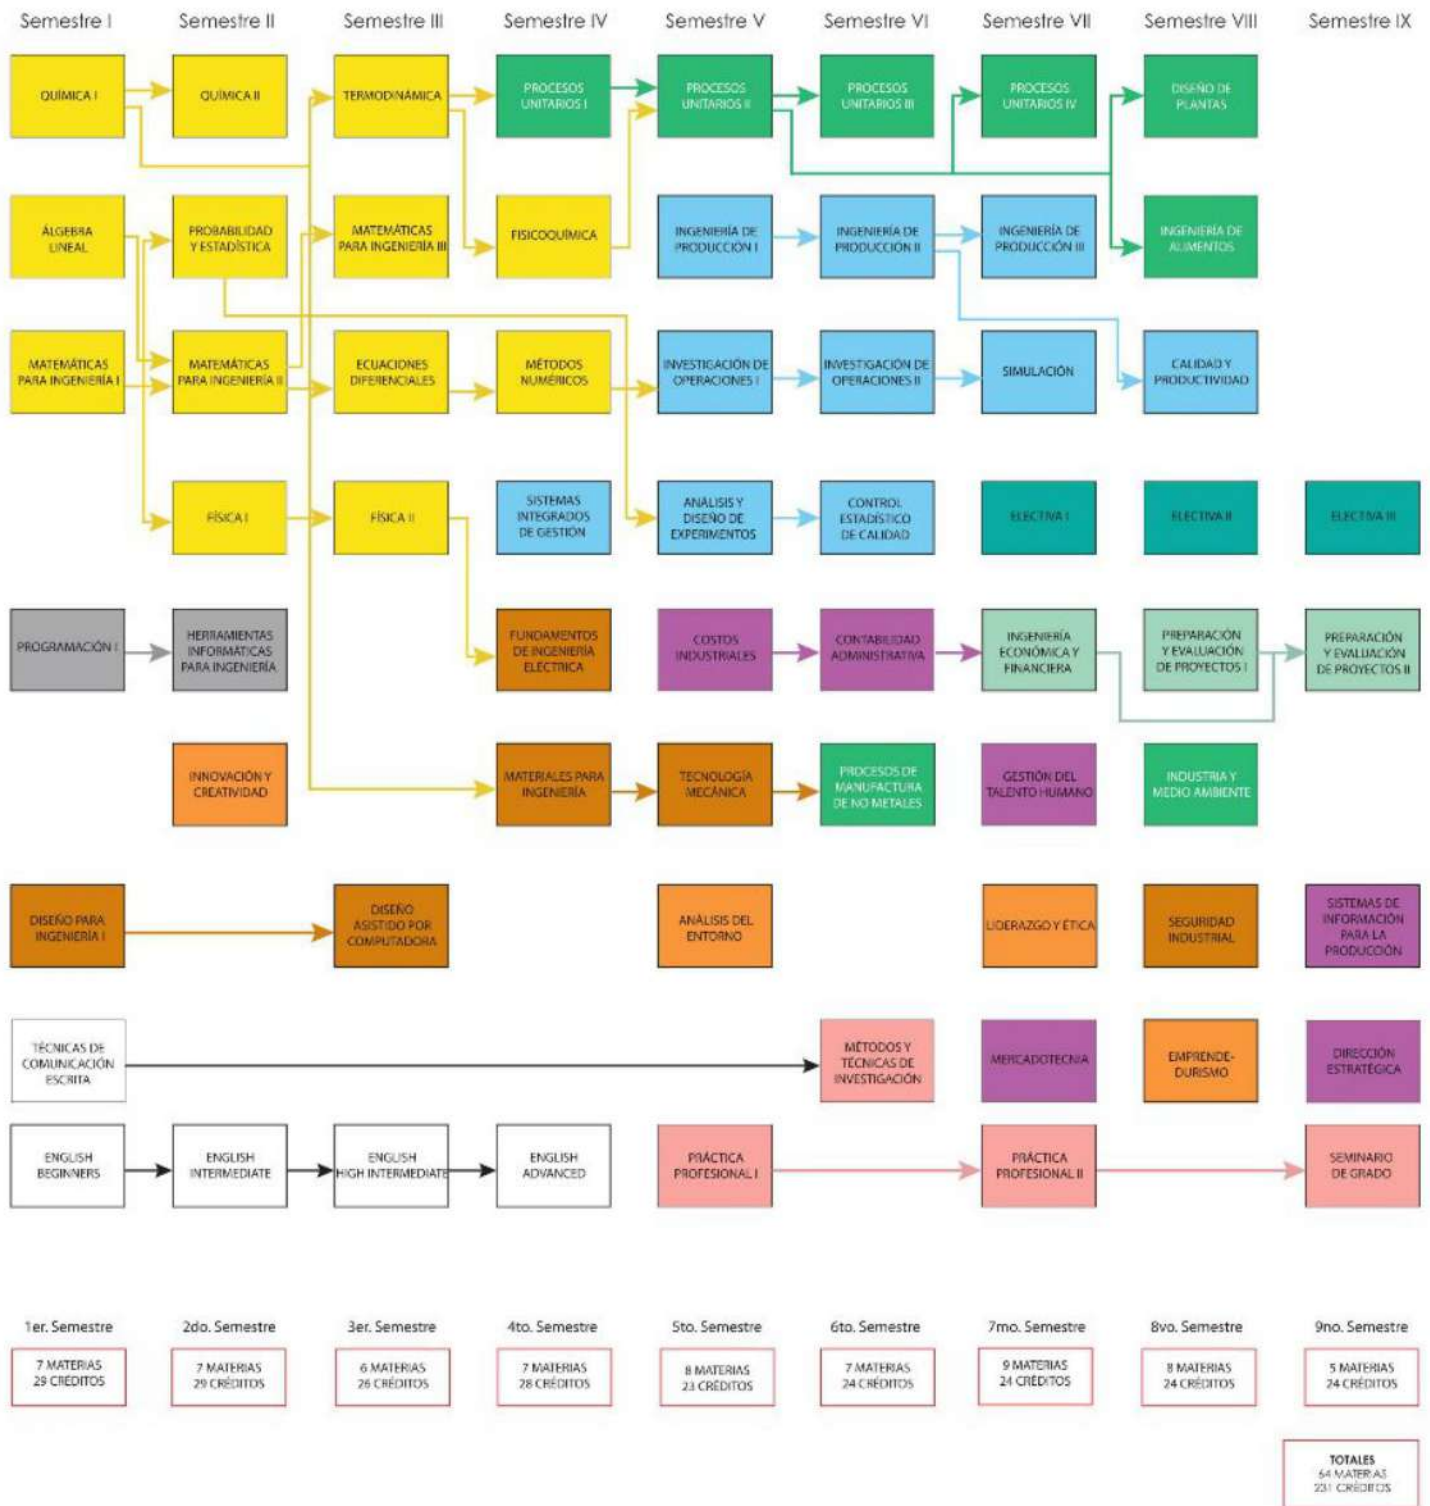 Semestre I
Semestre II
Semestre III
Semestre IV
Semestre V
Semestre VI
Semestre VII
Semestre VIII
Semestre IX
QUÍMICA I
QUÍMICA II
TERMODINÁMICA
PROCESOS
UNITARIOS I
PROCESOS
UNITARIOS II
PROCESOS
UNITARIOS III
PROCESOS
UNITARIOS IV
DISEÑO DE
PLANTAS
ÁLGEBRA
LINEAL
PROBABILIDAD
Y ESTADÍSTICA
MATEMÁTICAS
PARA INGENIERÍA III
FISICOQUÍMICA
INGENIERÍA DE
PRODUCCIÓN I
INGENIERÍA DE
PRODUCCIÓN II
INGENIERÍA DE
PRODUCCIÓN III
INGENIERÍA DE
ALIMENTOS
MATEMÁTICAS
PARA INGENIERÍA I
MATEMÁTICAS
PARA INGENIERÍA II
ECUACIONES
DIFERENCIALES
MÉTODOS
NUMÉRICOS
INVESTIGACIÓN DE
OPERACIONES I
INVESTIGACIÓN DE
OPERACIONES II
SIMULACIÓN
CALIDAD Y
PRODUCTIVIDAD
FÍSICA I
FÍSICA II
SISTEMAS
INTEGRADOS
DE GESTIÓN
ANÁLISIS Y
DISEÑO DE
EXPERIMENTOS
CONTROL
ESTADÍSTICO
DE CALIDAD
ELECTIVA I
ELECTIVA II
ELECTIVA III
PROGRAMACIÓN I
HERRAMIENTAS
INFORMÁTICAS
PARA INGENIERÍA
FUNDAMENTOS
DE INGENIERÍA
ELÉCTRICA
COSTOS
INDUSTRIALES
CONTABILIDAD
ADMINISTRATIVA
INGENIERÍA
ECONÓMICA Y
FINANCIERA
PREPARACIÓN
Y EVALUACIÓN
DE PROYECTOS I
PREPARACIÓN
Y EVALUACIÓN
DE PROYECTOS II
INNOVACIÓN Y
CREATIVIDAD
MATERIALES PARA
INGENIERÍA
TECNOLOGÍA
MECÁNICA
PROCESOS DE
MANUFACTURA
DE NO METALES
GESTIÓN DEL
TALENTO HUMANO
INDUSTRIA Y
MEDIO AMBIENTE
DISEÑO PARA
INGENIERÍA I
DISEÑO
ASISTIDO POR
COMPUTADORA
ANÁLISIS DEL
ENTORNO
LIDERAZGO Y ÉTICA
SEGURIDAD
INDUSTRIAL
SISTEMAS DE
INFORMACIÓN
PARA LA
PRODUCCIÓN
TÉCNICAS DE
COMUNICACIÓN
ESCRITA
MÉTODOS Y
TÉCNICAS DE
INVESTIGACIÓN
MERCADOTECNIA
EMPRENDE-
DURISMO
DIRECCIÓN
ESTRATÉGICA
ENGLISH
BEGINNERS
ENGLISH
INTERMEDIATE
ENGLISH
HIGH INTERMEDIATE
ENGLISH
ADVANCED
PRÁCTICA
PROFESIONAL I
PRÁCTICA
PROFESIONAL II
SEMINARIO
DE GRADO
1er. Semestre
2do. Semestre
3er. Semestre
4to. Semestre
5to. Semestre
6to. Semestre
7mo. Semestre
8vo. Semestre
9no. Semestre
7 MATERIAS
29 CRÉDITOS
7 MATERIAS
29 CRÉDITOS
6 MATERIAS
26 CRÉDITOS
7 MATERIAS
28 CRÉDITOS
8 MATERIAS
23 CRÉDITOS
7 MATERIAS
24 CRÉDITOS
9 MATERIAS
24 CRÉDITOS
8 MATERIAS
24 CRÉDITOS
5 MATERIAS
24 CRÉDITOS
TOTALES
64 MATERIAS
231 CRÉDITOS